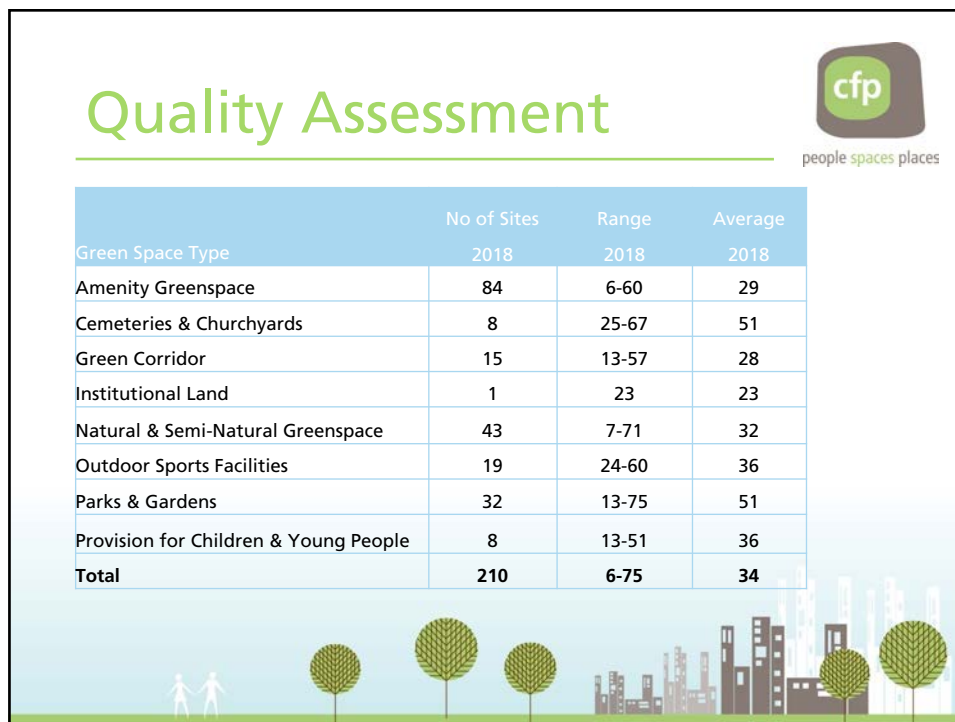 Quality Assessment
cfp
people spaces places
Green Space Type No of Sites 2018 Range 2018 Average 2018
Amenity Greenspace 84 6-60 29
Cemeteries & Churchyards 8 25-67 51
Green Corridor 15 13-57 28
Institutional Land 1 23 23
Natural & Semi-Natural Greenspace 43 7-71 32
Outdoor Sports Facilities 19 24-60 36
Parks & Gardens 32 13-75 51
Provision for Children & Young People 8 13-51 36
Total 210 6-75 34